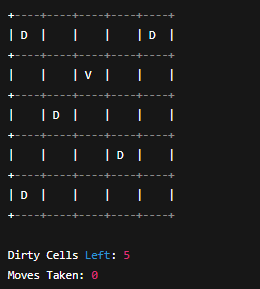 +----+----+----+----+----+
| D |   |   |   | D |
+----+----+----+----+----+
|   |   | V |   |   |
+----+----+----+----+----+
|   | D |   |   |   |
+----+----+----+----+----+
|   |   |   | D |   |
+----+----+----+----+----+
| D |   |   |   |   |
+----+----+----+----+----+
Dirty Cells Left: 5
Moves Taken: 0